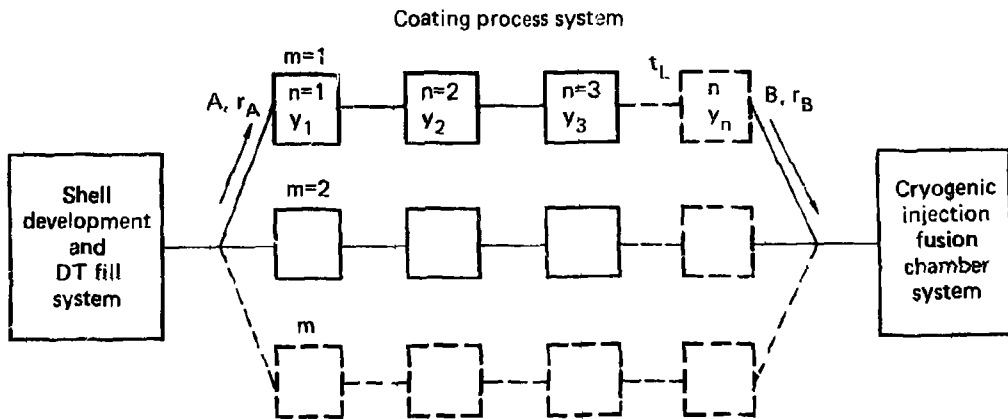 Coating process system
m=1
A, r_A
n=1
y_1
n=2
y_2
n=3
y_3
t_L
n
y_n
B, r_B
Shell
development
and
DT fill
system
m=2
m
Cryogenic
injection
fusion
chamber
system